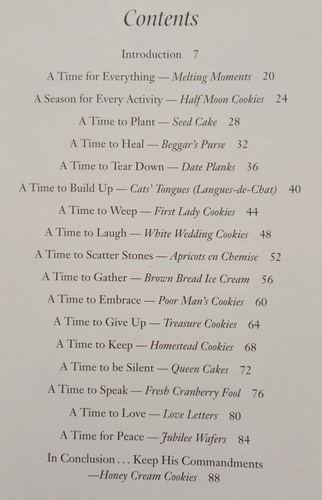 Contents
Introduction 7
A Time for Everything — Melting Moments 20
A Season for Every Activity — Half Moon Cookies 24
A Time to Plant — Seed Cake 28
A Time to Heal — Beggar's Purse 32
A Time to Tear Down — Date Planks 36
A Time to Build Up — Cats' Tongues (Langues-de-Chat) 40
A Time to Weep — First Lady Cookies 44
A Time to Laugh — White Wedding Cookies 48
A Time to Scatter Stones — Apricots en Chemise 52
A Time to Gather — Brown Bread Ice Cream 56
A Time to Embrace — Poor Man's Cookies 60
A Time to Give Up — Treasure Cookies 64
A Time to Keep — Homestead Cookies 68
A Time to be Silent — Queen Cakes 72
A Time to Speak — Fresh Cranberry Fool 76
A Time to Love — Love Letters 80
A Time for Peace — Jubilee Wafers 84
In Conclusion . . . Keep His Commandments
—Honey Cream Cookies 88